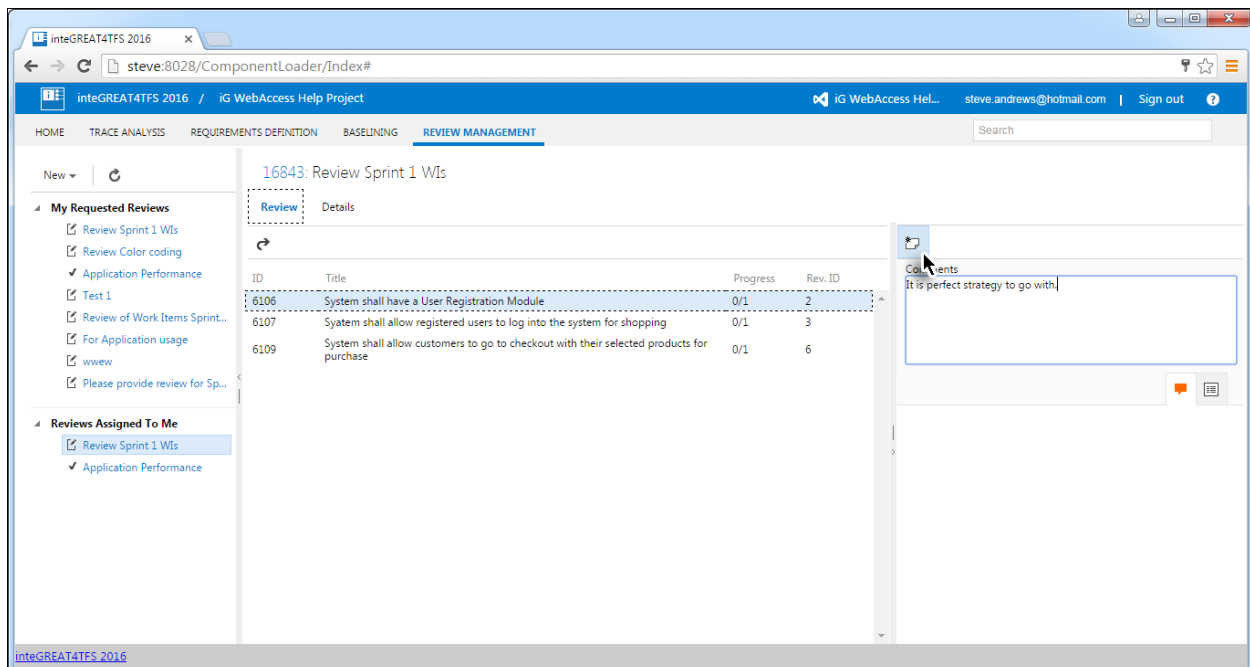 inteGREAT4TFS 2016
steve:8028/ComponentLoader/Index#
inteGREAT4TFS 2016 / iG WebAccess Help Project
iG WebAccess Hel... steve.andrews@hotmail.com | Sign out ?
HOME TRACE ANALYSIS REQUIREMENTS DEFINITION BASELINING REVIEW MANAGEMENT
Search
New
My Requested Reviews
Review Sprint 1 WIs
Review Color coding
Application Performance
Test 1
Review of Work Items Sprint...
For Application usage
wwew
Please provide review for Sp...
Reviews Assigned To Me
Review Sprint 1 WIs
Application Performance
16843: Review Sprint 1 WIs
Review Details
ID Title Progress Rev. ID
6106 System shall have a User Registration Module 0/1 2
6107 Syatem shall allow registered users to log into the system for shopping 0/1 3
6109 System shall allow customers to go to checkout with their selected products for
purchase 0/1 6
It is perfect strategy to go with.
inteGREAT4TFS 2016